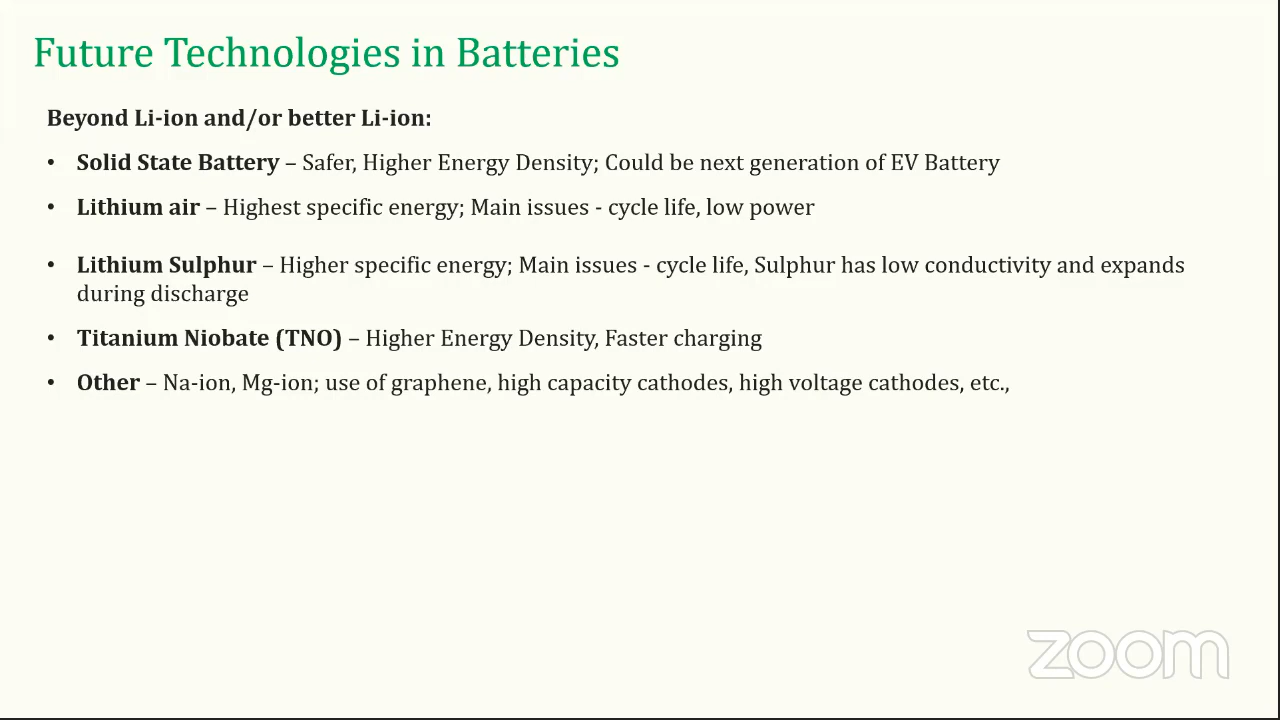 Future Technologies in Batteries
Beyond Li-ion and/or better Li-ion:
• Solid State Battery – Safer, Higher Energy Density; Could be next generation of EV Battery
• Lithium air – Highest specific energy; Main issues - cycle life, low power
• Lithium Sulphur – Higher specific energy; Main issues - cycle life, Sulphur has low conductivity and expands
during discharge
• Titanium Niobate (TNO) – Higher Energy Density, Faster charging
• Other – Na-ion, Mg-ion; use of graphene, high capacity cathodes, high voltage cathodes, etc.,
zoom